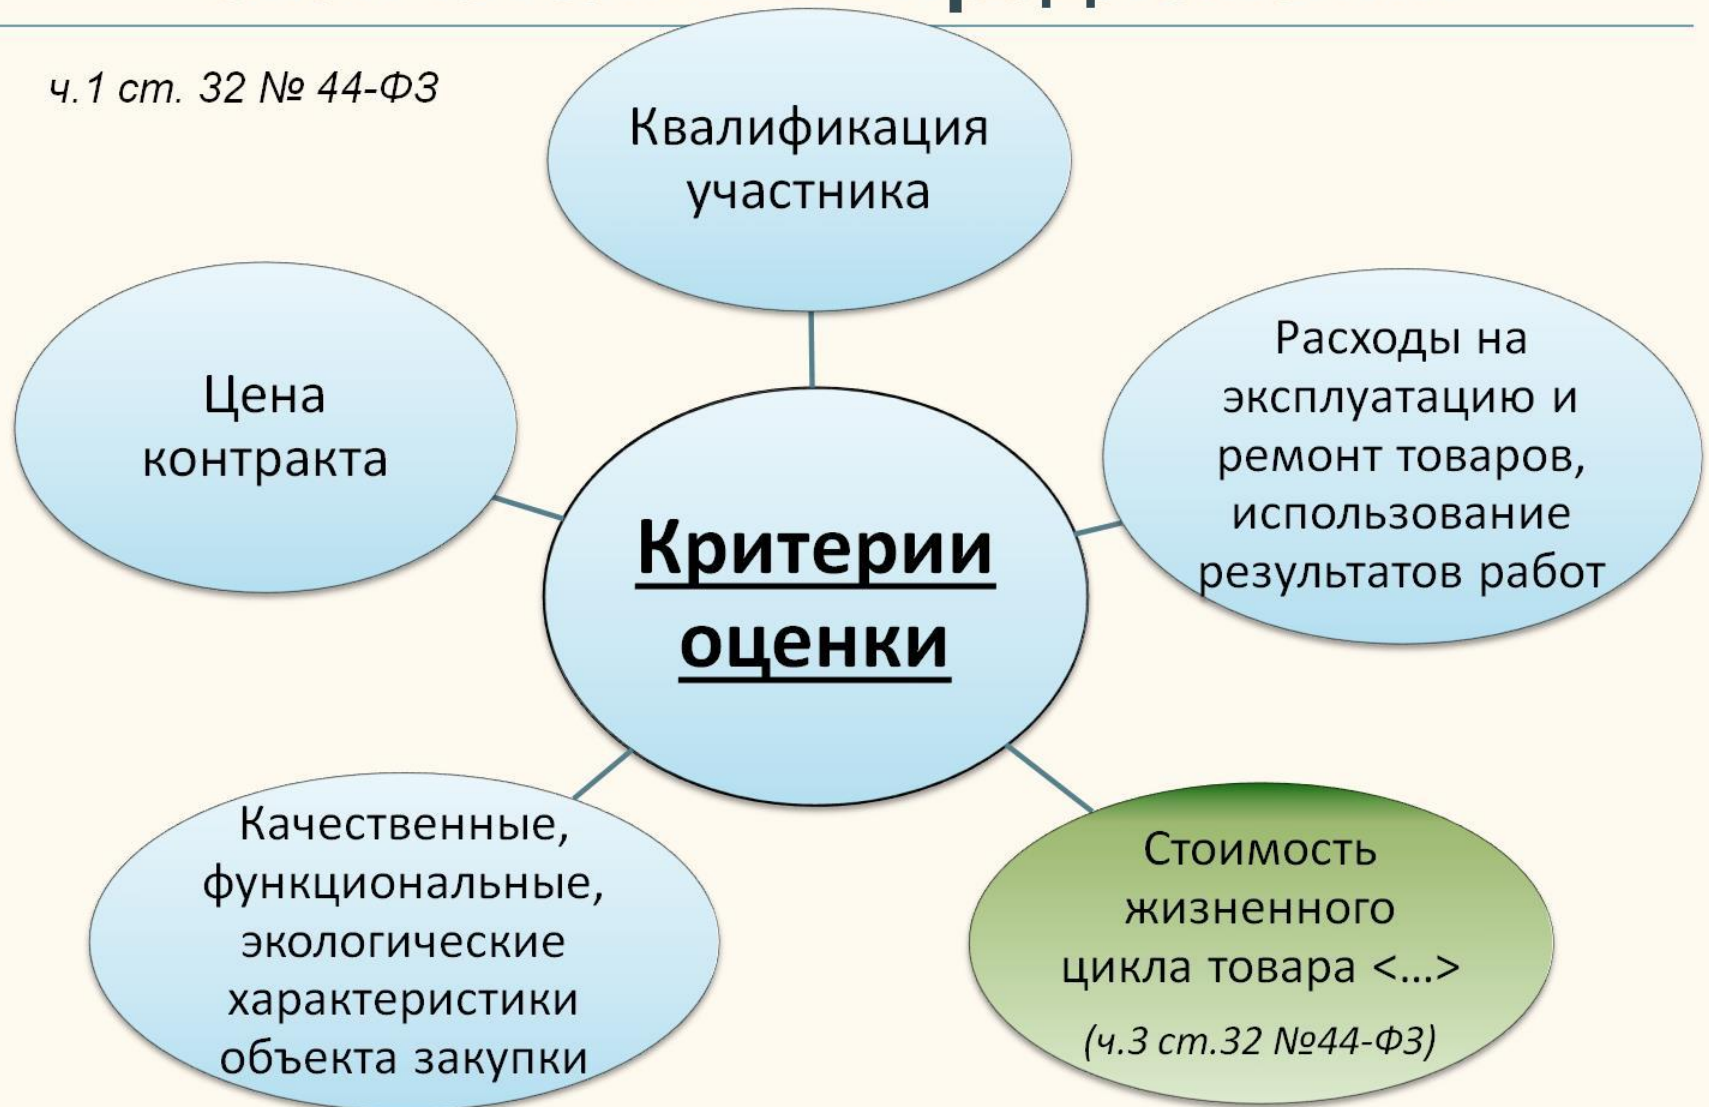 ч.1 ст. 32 № 44-ФЗ
Квалификация
участника
Цена
контракта
Расходы на
эксплуатацию и
ремонт товаров,
использование
результатов работ
Критерии
оценки
Качественные,
функциональные,
экологические
характеристики
объекта закупки
Стоимость
жизненного
цикла товара <...>
(ч.3 ст.32 №44-ФЗ)